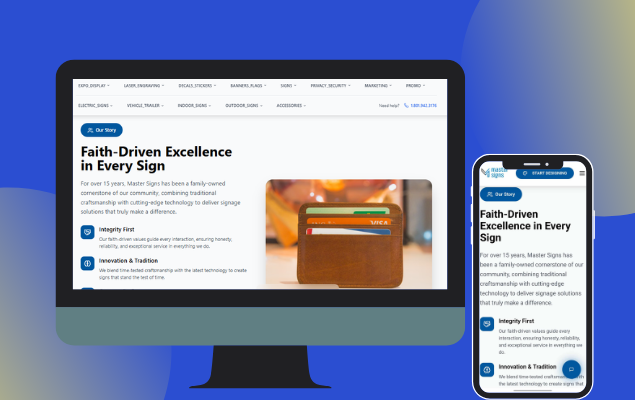 EXPO_DISPLAY LASER_ENGRAVING DECALS_STICKERS BANNERS_FLAGS SIGNS PRIVACY_SECURITY MARKETING PROMO
ELECTRIC_SIGNS VEHICLE_TRAILER INDOOR_SIGNS OUTDOOR_SIGNS ACCESSORIES Need help?
Our Story
Faith-Driven Excellence
in Every Sign
For over 15 years, Master Signs has been a family-owned
cornerstone of our community, combining traditional
craftsmanship with cutting-edge technology to deliver signage
solutions that truly make a difference.
Integrity First
Our faith-driven values guide every interaction, ensuring honesty,
reliability, and exceptional service in everything we do.
Innovation & Tradition
We blend time-tested craftsmanship with the latest technology to create
signs that stand the test of time.
VISA
master
signs
START DESIGNING
Our Story
Faith-Driven
Excellence in Every
Sign
For over 15 years, Master Signs has
been a family-owned cornerstone of our
community, combining traditional
craftsmanship with cutting-edge
technology to deliver signage solutions
that truly make a difference.
Integrity First
Our faith-driven values guide every
interaction, ensuring honesty, reliability,
and exceptional service in everything we
do.
Innovation & Tradition
We blend time-tested craftsmanship with
the latest technology to create signs that